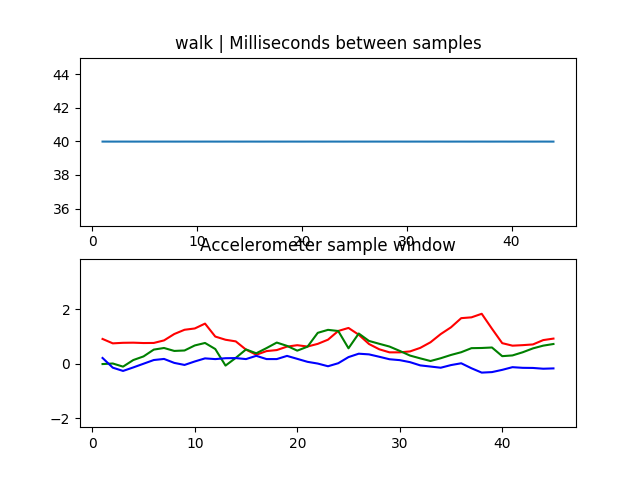 walk | Milliseconds between samples
44
42
40
38
36
0 10 20 30 40
Accelerometer sample window
2
0
−2
0 10 20 30 40